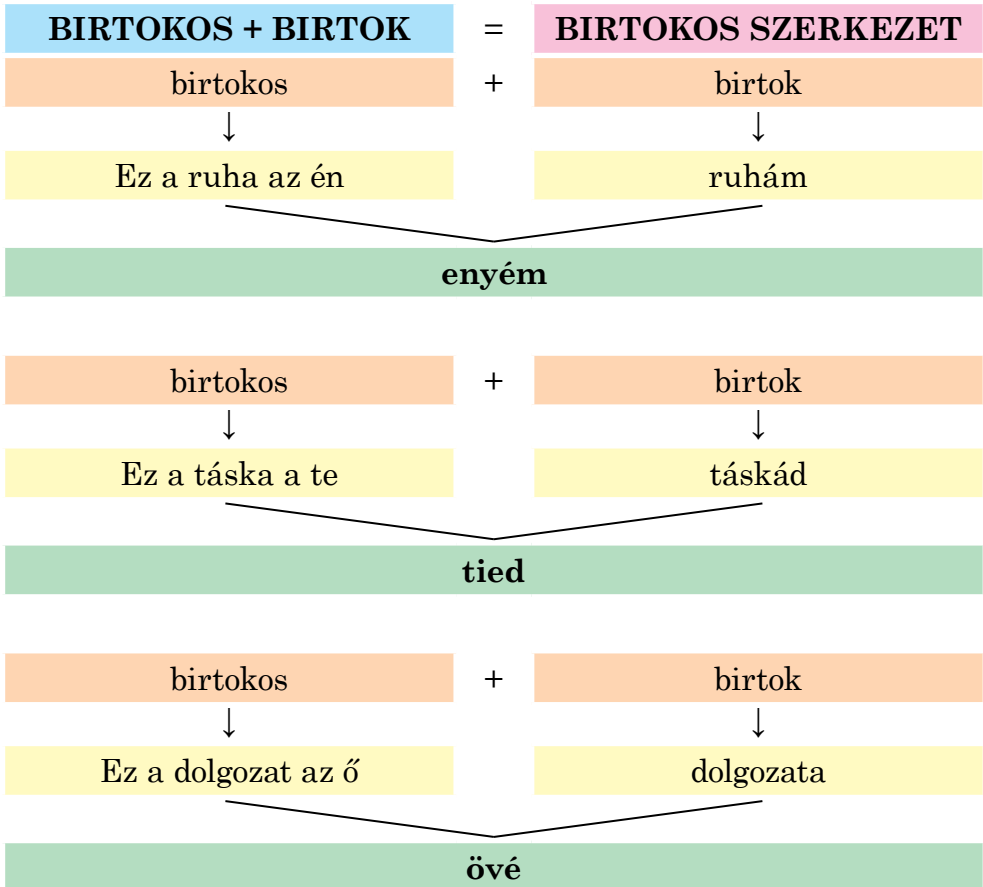 BIRTOKOS + BIRTOK = BIRTOKOS SZERKEZET
birtokos + birtok
↓ ↓
Ez a ruha az én ruhám
enyém
birtokos + birtok
↓ ↓
Ez a táska a te táskád
tied
birtokos + birtok
↓ ↓
Ez a dolgozat az ő dolgozata
övé